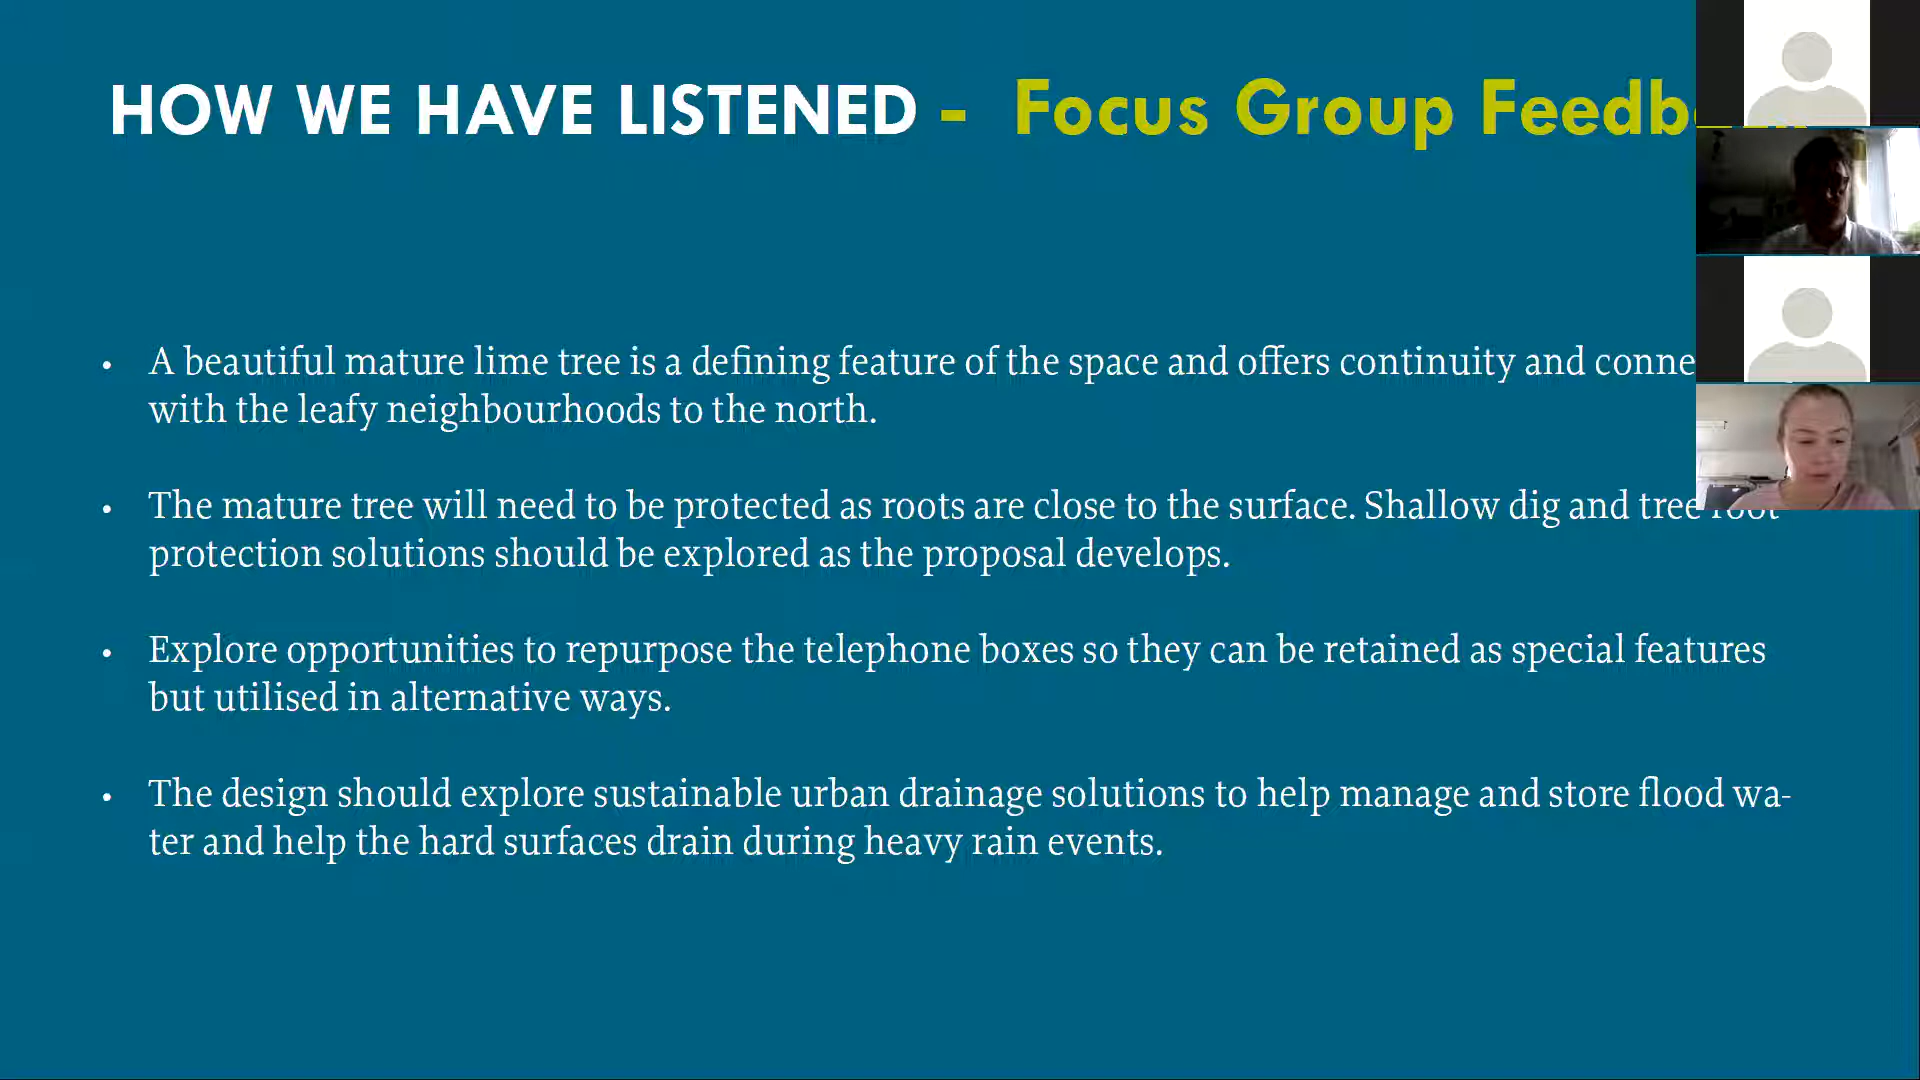 HOW WE HAVE LISTENED - Focus Group
A beautiful mature lime tree is a defining feature of the space and offers continuity and
with the leafy neighbourhoods to the north.
The mature tree will need to be protected as roots are close to the surface. Shallow dig and tree root
protection solutions should be explored as the proposal develops.
Explore opportunities to repurpose the telephone boxes so they can be retained as special features
but utilised in alternative ways.
The design should explore sustainable urban drainage solutions to help manage and store flood wa-
ter and help the hard surfaces drain during heavy rain events.